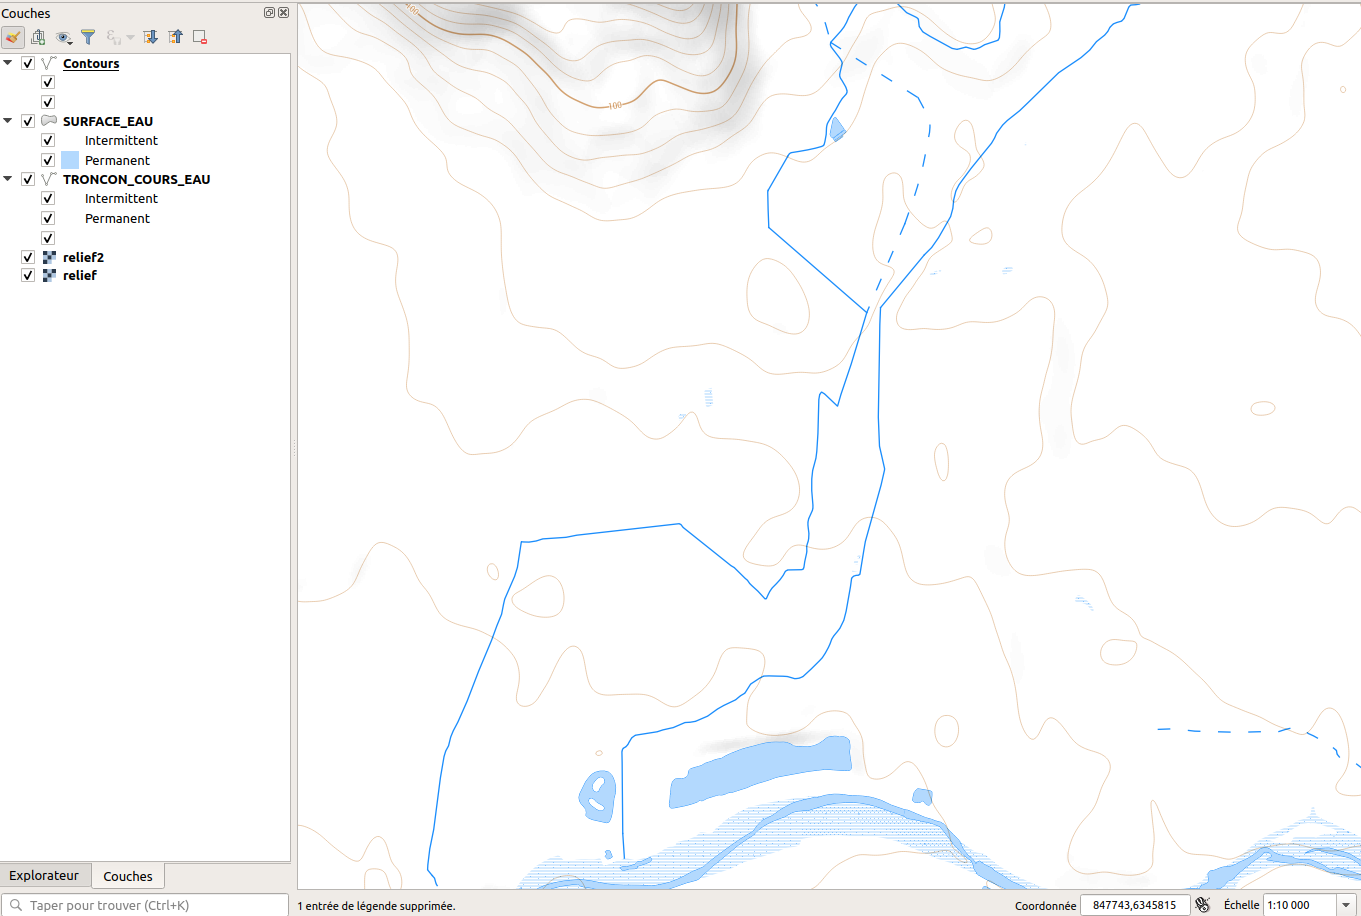 Couches
Contours
SURFACE_EAU
Intermittent
Permanent
TRONCON_COURS_EAU
Intermittent
Permanent
relief2
relief
100
100
Explorateur
Couches
Taper pour trouver (Ctrl+K)
1 entrée de légende supprimée.
Coordonnée
847743,6345815
Échelle
1:10 000